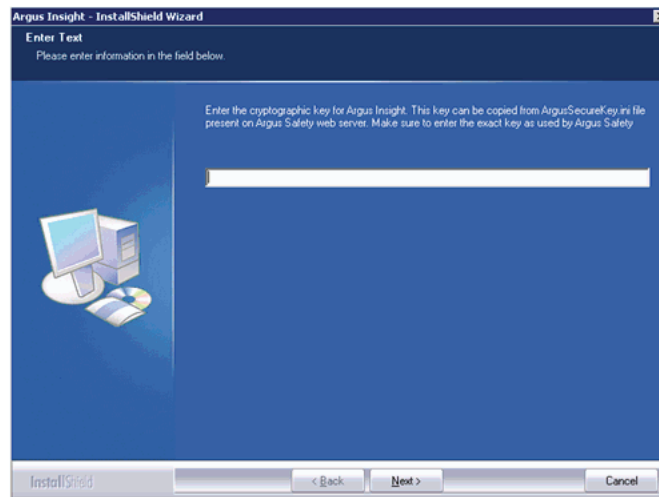 Argus Insight - InstallShield Wizard
Enter Text
Please enter information in the field below.
Enter the cryptographic key for Argus Insight. This key can be copied from ArgusSecureKey.ini file
present on Argus Safety web server. Make sure to enter the exact key as used by Argus Safety
InstallShield
< Back
Next >
Cancel